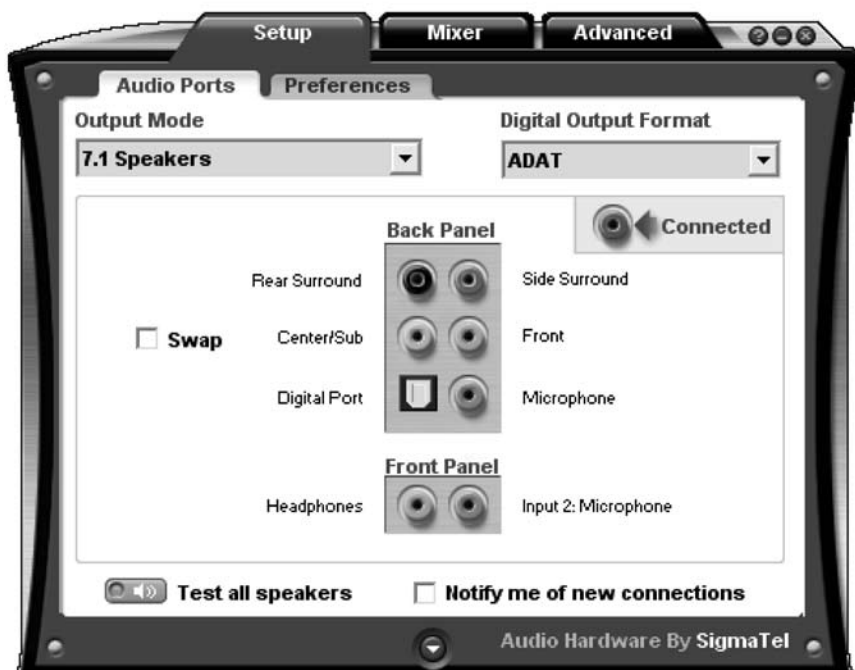 Setup Mixer Advanced
Audio Ports Preferences
Output Mode Digital Output Format
7.1 Speakers ADAT
Connected
Back Panel
Rear Surround Side Surround
Swap Center/Sub Front
Digital Port Microphone
Front Panel
Headphones Input 2: Microphone
Test all speakers Notify me of new connections
Audio Hardware By SigmaTel